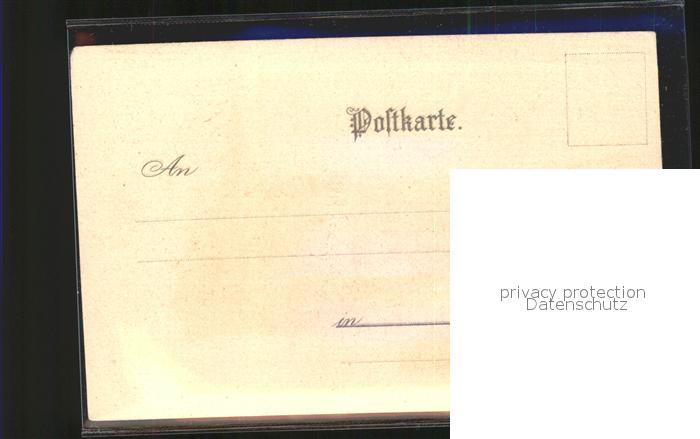 Postkarte.
An
in
privacy protection
Datenschutz